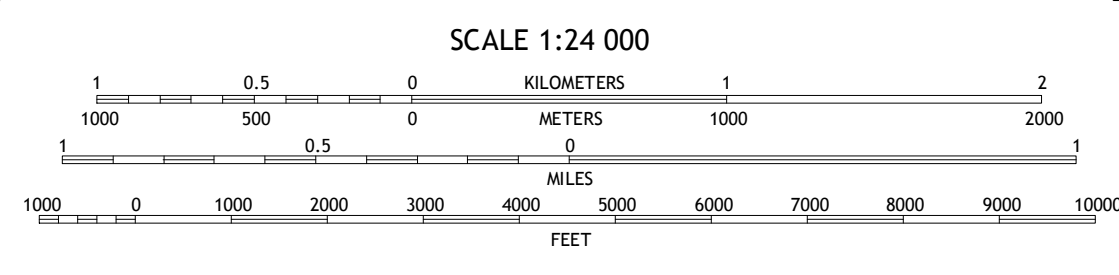 SCALE 1:24 000
1 0.5 0 KILOMETERS 1 2
1000 500 0 METERS 1000 2000
1 0.5 0 1
MILES
1000 0 1000 2000 3000 4000 5000 6000 7000 8000 9000 10000
FEET